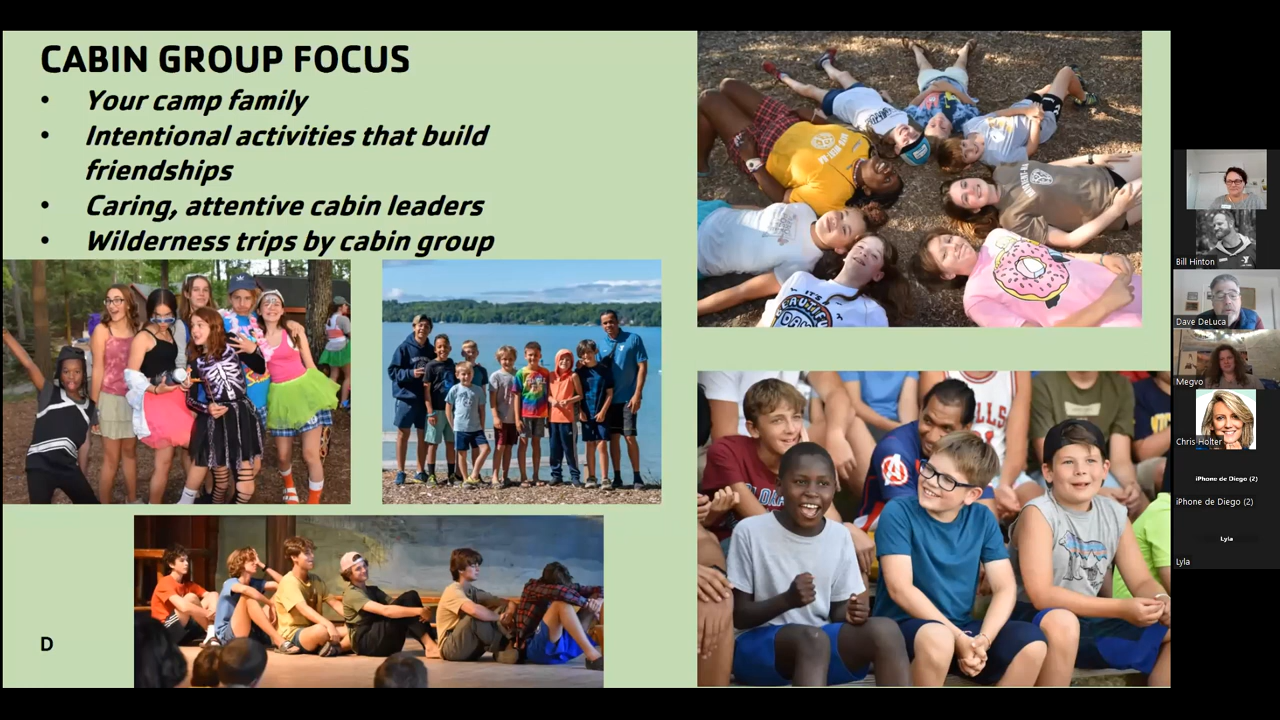 CABIN GROUP FOCUS
• Your camp family
• Intentional activities that build
friendships
• Caring, attentive cabin leaders
• Wilderness trips by cabin group
D
Bill Hinton
Dave DeLuca
Megvo
Chris Holter
iPhone de Diego (2)
iPhone de Diego (2)
Lyla
Lyla